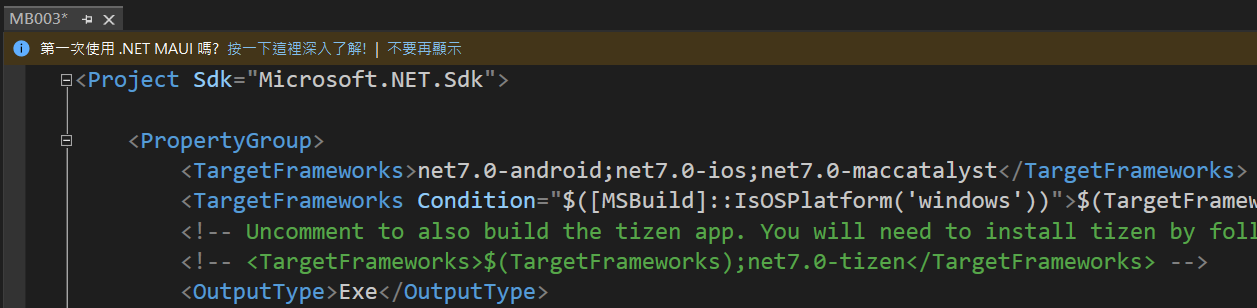 MB003*
第一次使用 .NET MAUI 嗎? 按一下這裡深入了解! | 不要再顯示
<Project Sdk="Microsoft.NET.Sdk">
<PropertyGroup>
<TargetFrameworks>net7.0-android;net7.0-ios;net7.0-maccatalyst</TargetFrameworks>
<TargetFrameworks Condition="$([MSBuild]::IsOSPlatform('windows'))">$(TargetFramew
<!-- Uncomment to also build the tizen app. You will need to install tizen by foll
<!-- <TargetFrameworks>$(TargetFrameworks);net7.0-tizen</TargetFrameworks> -->
<OutputType>Exe</OutputType>